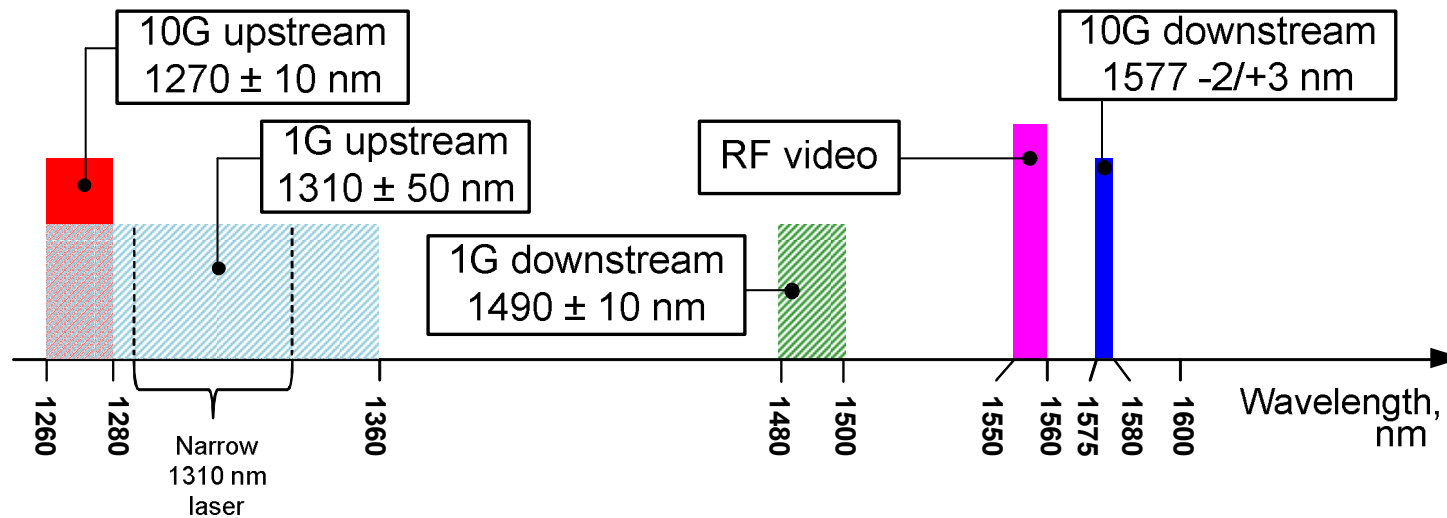 10G upstream
1270 ± 10 nm
10G downstream
1577 -2/+3 nm
1G upstream
1310 ± 50 nm
RF video
1G downstream
1490 ± 10 nm
1260
1280
1360
1480
1500
1550
1560
1575
1580
1600
Wavelength,
nm
Narrow
1310 nm
laser